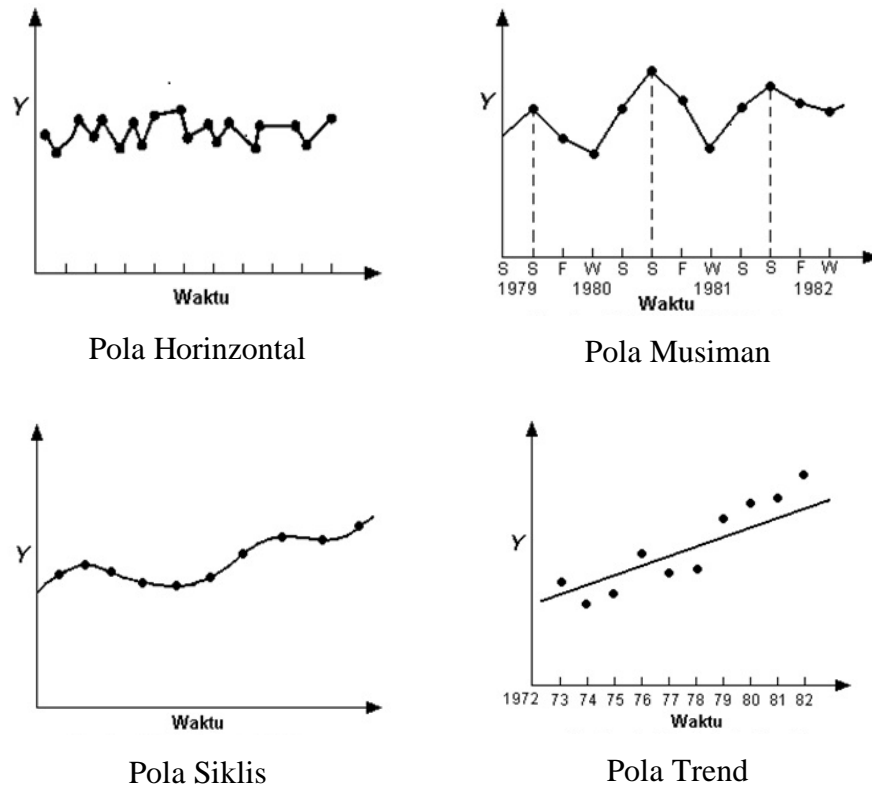 Y
Waktu
Pola Horinzontal
Y
S S F W S S F W S S F W
1979 1980 1981 1982
Waktu
Pola Musiman
Y
Waktu
Pola Siklis
Y
1972 73 74 75 76 77 78 79 80 81 82
Waktu
Pola Trend